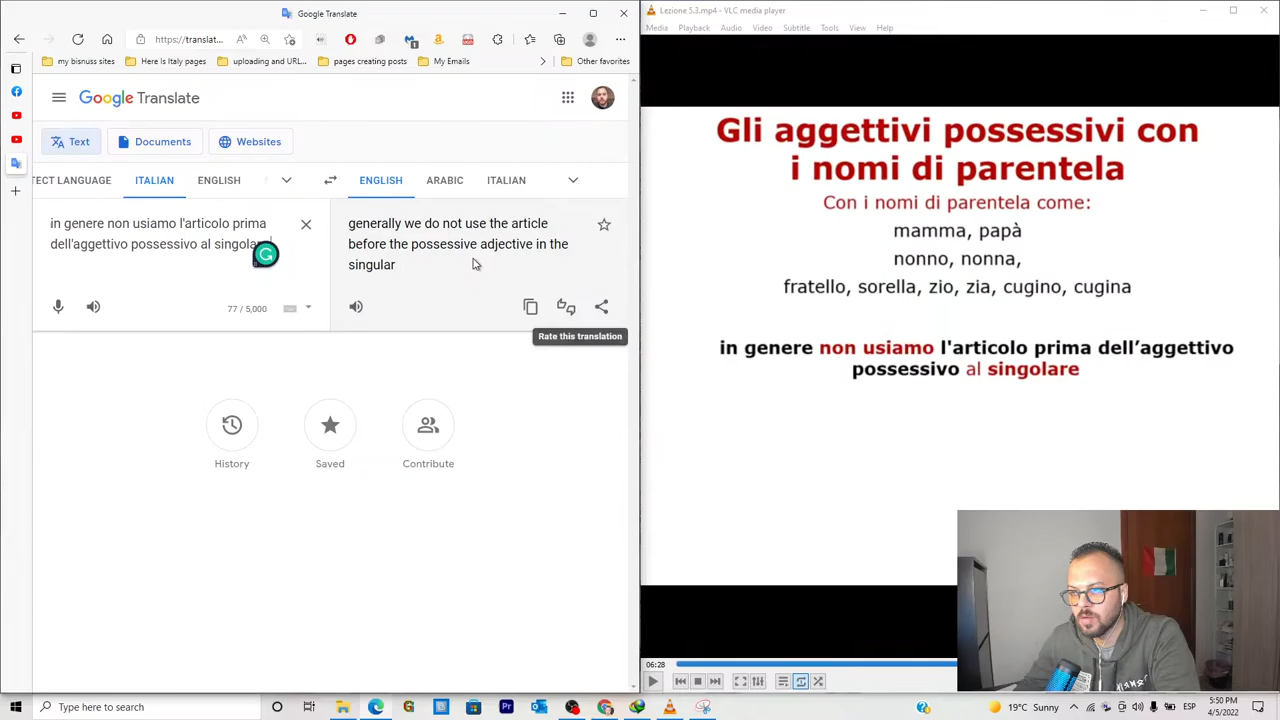 Google Translate
my bisnuss sites
Here Is Italy pages
uploading and URL...
pages creating posts
My Emails
Other favorites
Google Translate
Text
Documents
Websites
TECT LANGUAGE
ITALIAN
ENGLISH
ENGLISH
ARABIC
ITALIAN
in genere non usiamo l'articolo prima
dell'aggettivo possessivo al singolar
generally we do not use the article
before the possessive adjective in the
singular
77 / 5,000
Rate this translation
History
Saved
Contribute
Lezione 5.3.mp4 - VLC media player
Media Playback Audio Video Subtitle Tools View Help
Gli aggettivi possessivi con
i nomi di parentela
Con i nomi di parentela come:
mamma, papà
nonno, nonna,
fratello, sorella, zio, zia, cugino, cugina
in genere non usiamo l'articolo prima dell’aggettivo
possessivo al singolare
06:28
Type here to search
19°C Sunny
ESP
5:50 PM
4/5/2022